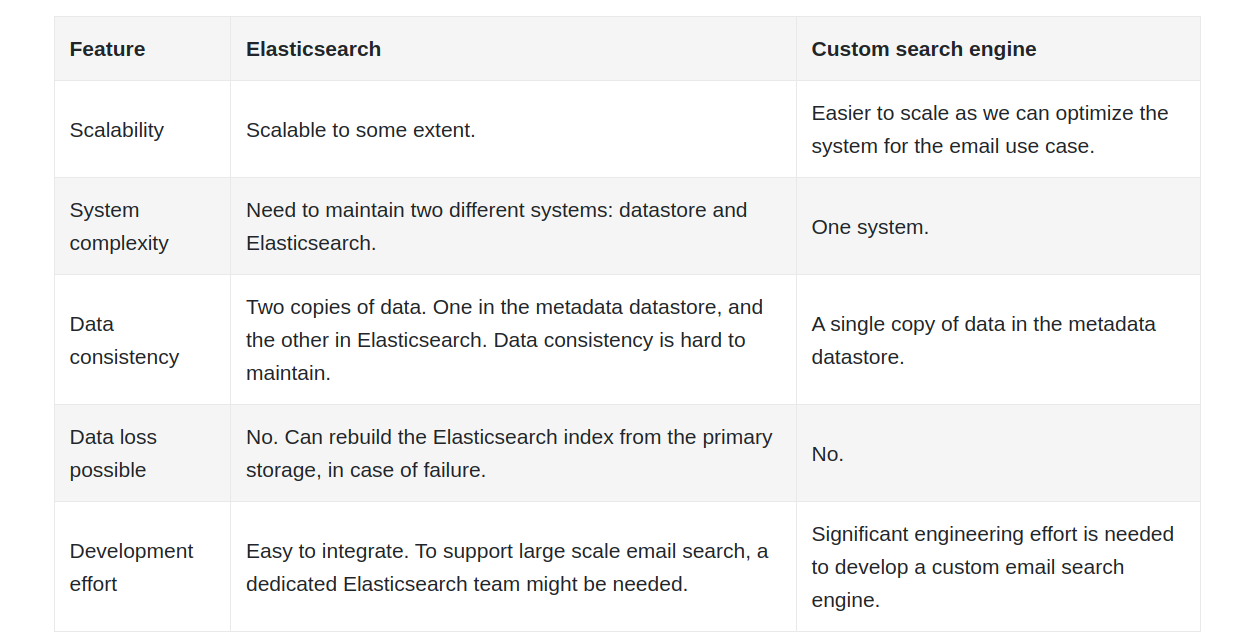 Feature
Elasticsearch
Custom search engine
Scalability
Scalable to some extent.
Easier to scale as we can optimize the
system for the email use case.
System
complexity
Need to maintain two different systems: datastore and
Elasticsearch.
One system.
Data
consistency
Two copies of data. One in the metadata datastore, and
the other in Elasticsearch. Data consistency is hard to
maintain.
A single copy of data in the metadata
datastore.
Data loss
possible
No. Can rebuild the Elasticsearch index from the primary
storage, in case of failure.
No.
Development
effort
Easy to integrate. To support large scale email search, a
dedicated Elasticsearch team might be needed.
Significant engineering effort is needed
to develop a custom email search
engine.